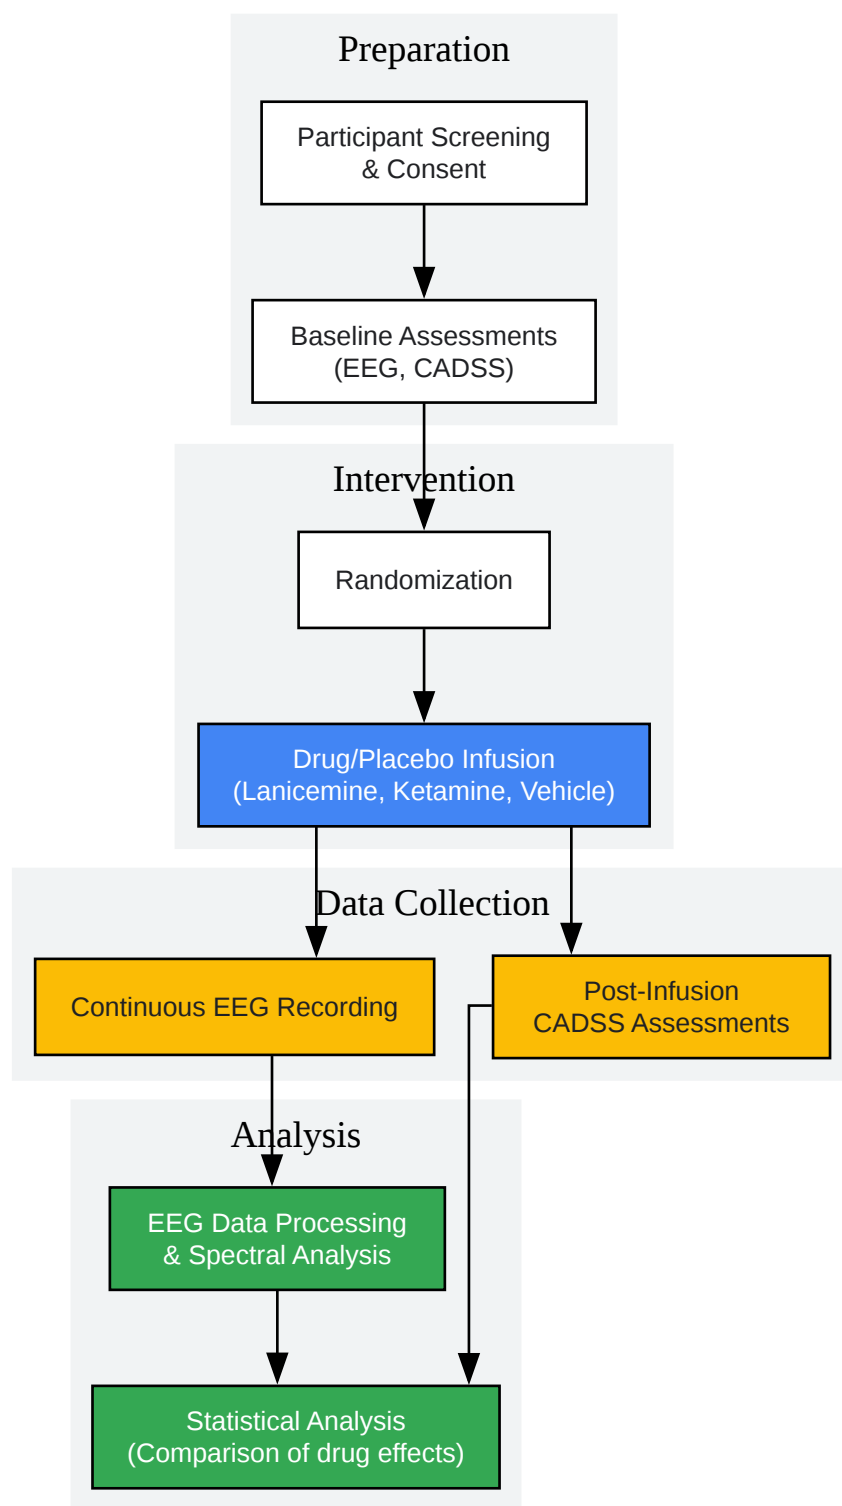 Preparation
Participant Screening
& Consent
Baseline Assessments
(EEG, CADSS)
Intervention
Randomization
Drug/Placebo Infusion
(Lanicemine, Ketamine, Vehicle)
Data Collection
Continuous EEG Recording
Post-Infusion
CADSS Assessments
Analysis
EEG Data Processing
& Spectral Analysis
Statistical Analysis
(Comparison of drug effects)